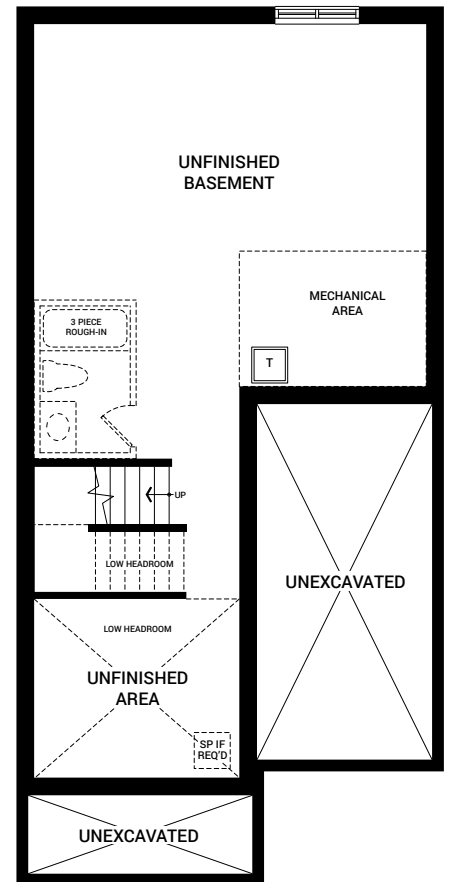 UNFINISHED
BASEMENT
MECHANICAL
AREA
3 PIECE
ROUGH-IN
T
UP
LOW HEADROOM
UNEXCAVATED
LOW HEADROOM
UNFINISHED
AREA
SP IF
REQ'D
UNEXCAVATED